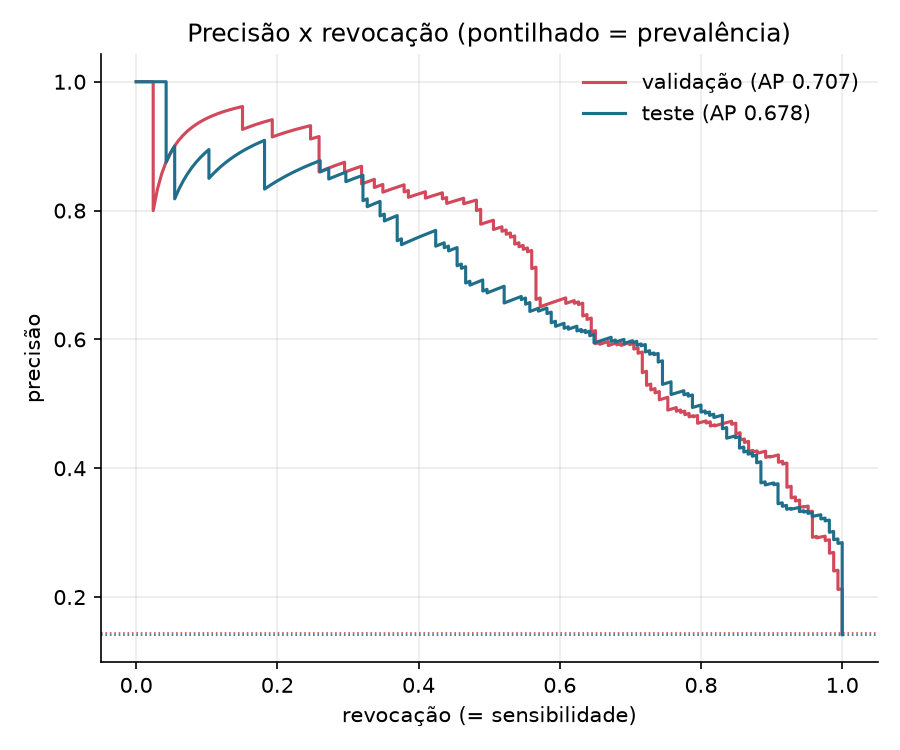 Precisão x revocação (pontilhado = prevalência)
validação (AP 0.707)
teste (AP 0.678)
precisão
1.0
0.8
0.6
0.4
0.2
0.0 0.2 0.4 0.6 0.8 1.0
revocação (= sensibilidade)